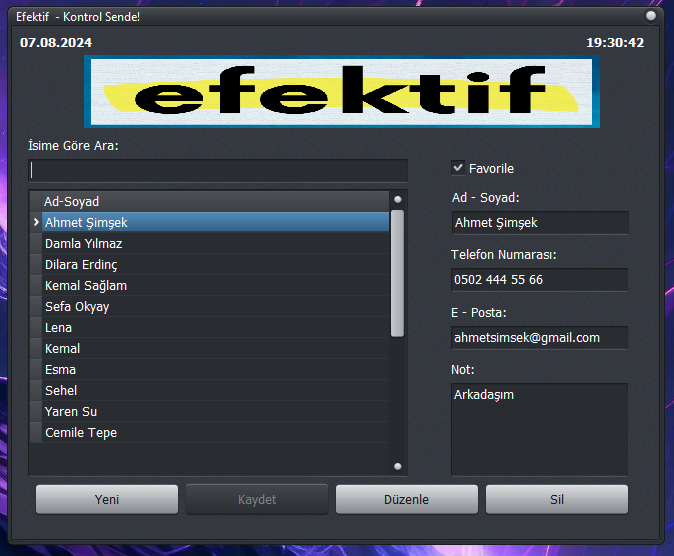 Efektif - Kontrol Sende!
07.08.2024
19:30:42
efektif
İsime Göre Ara:
Ad-Soyad
Ahmet Şimşek
Damla Yılmaz
Dilara Erdinç
Kemal Sağlam
Sefa Okyay
Lena
Kemal
Esma
Sehel
Yaren Su
Cemile Tepe
Favorile
Ad - Soyad:
Ahmet Şimşek
Telefon Numarası:
0502 444 55 66
E - Posta:
ahmetsimsek@gmail.com
Not:
Arkadaşım
Yeni
Kaydet
Düzenle
Sil